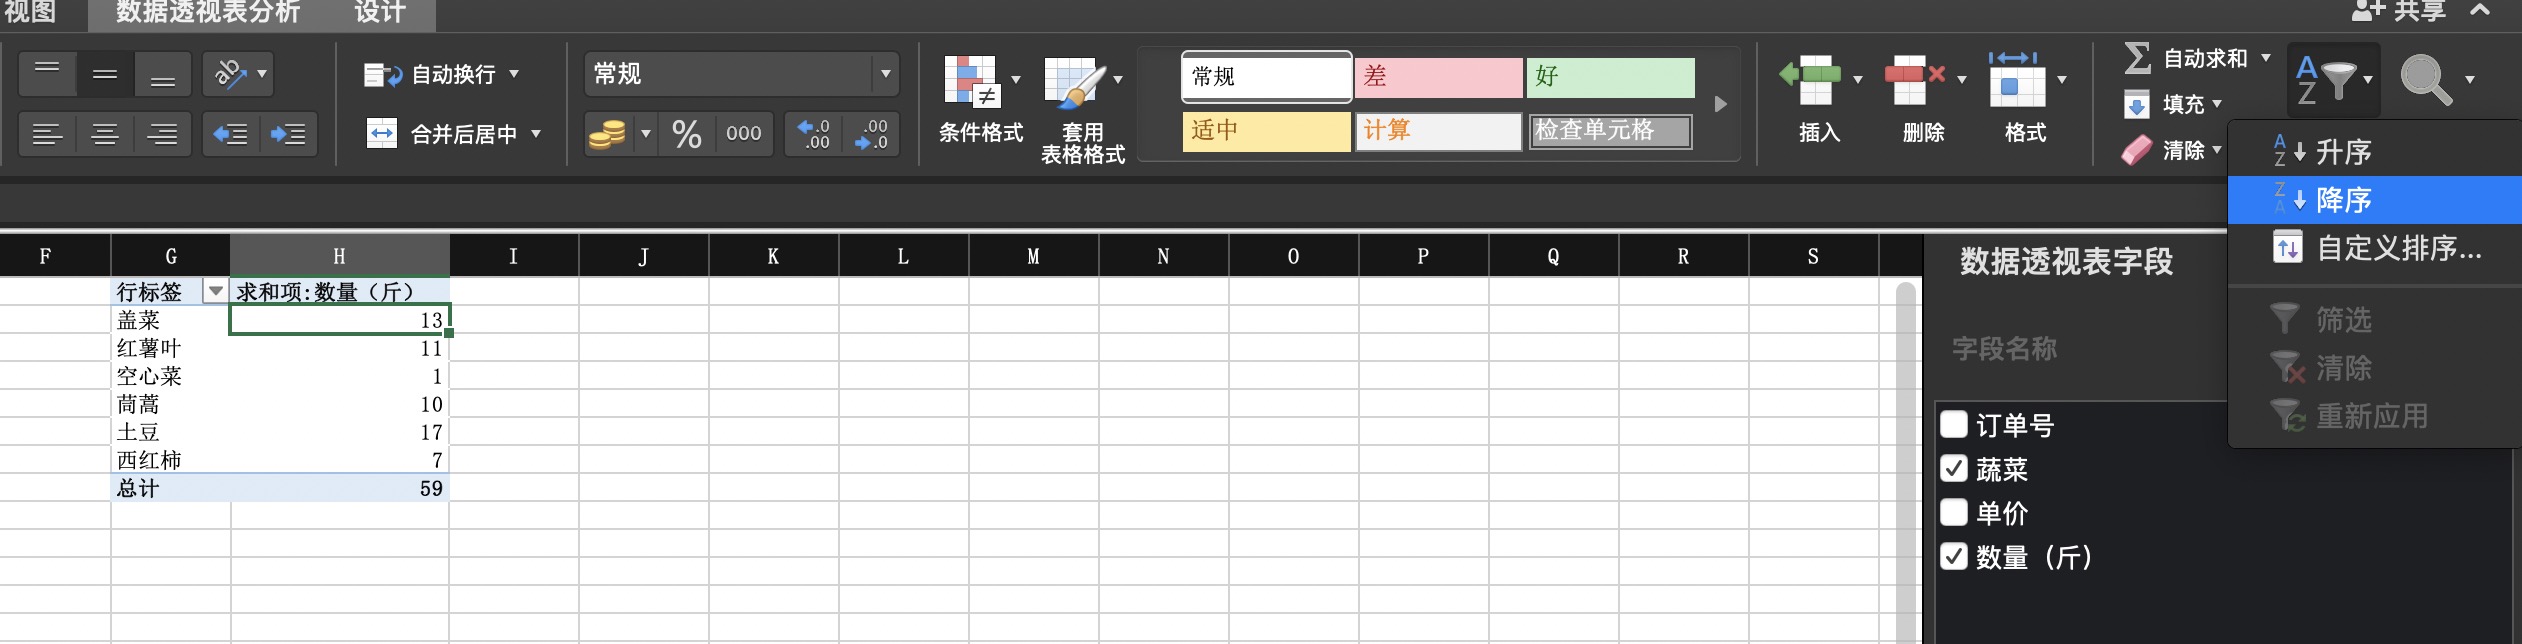 视图
数据透视表分析
设计
共享
自动换行
合并后居中
常规
%
000
.0
.00
.00
.0
条件格式
套用
表格格式
常规
差
好
适中
计算
检查单元格
插入
删除
格式
自动求和
填充
清除
升序
降序
自定义排序...
筛选
清除
重新应用
F G H I J K L M N O P Q R S
行标签 求和项:数量（斤）
盖菜 13
红薯叶 11
空心菜 1
茼蒿 10
土豆 17
西红柿 7
总计 59
数据透视表字段
字段名称
订单号
蔬菜
单价
数量（斤）